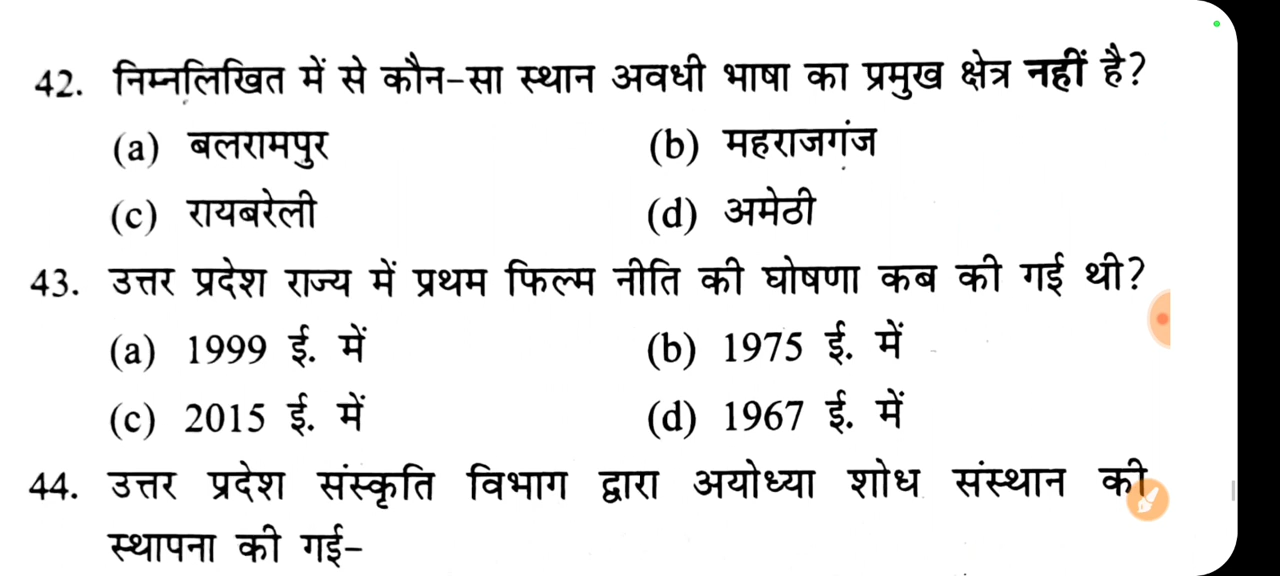 42. निम्नलिखित में से कौन-सा स्थान अवधी भाषा का प्रमुख क्षेत्र नहीं है?
(a) बलरामपुर (b) महराजगंज
(c) रायबरेली (d) अमेठी
43. उत्तर प्रदेश राज्य में प्रथम फिल्म नीति की घोषणा कब की गई थी?
(a) 1999 ई. में (b) 1975 ई. में
(c) 2015 ई. में (d) 1967 ई. में
44. उत्तर प्रदेश संस्कृति विभाग द्वारा अयोध्या शोध संस्थान की
स्थापना की गई-